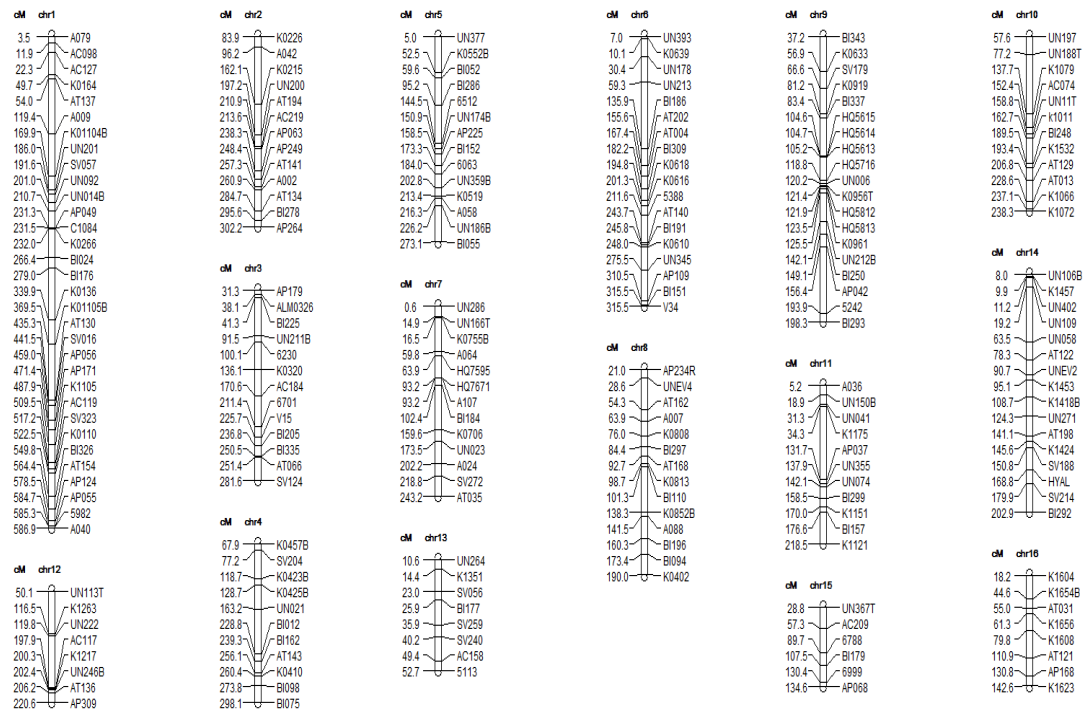 cM chr1
3.5 A079
11.9 AC098
22.3 AC127
49.7 K0164
54.0 AT137
119.4 A009
169.9 K01104B
186.0 UN201
191.6 SV057
201.0 UN092
210.7 UN014B
231.3 AP049
231.5 C1084
232.0 K0266
266.4 BI024
279.0 BI176
339.9 K0136
369.5 K01105B
435.3 AT130
441.5 SV016
459.0 AP056
471.4 AP171
487.9 K1105
509.5 AC119
517.2 SV323
522.5 K0110
549.8 BI326
564.4 AT154
578.5 AP124
584.7 AP055
585.3 5982
586.9 A040
cM chr12
50.1 UN113T
116.5 K1263
119.8 UN222
197.9 AC117
200.3 K1217
202.4 UN246B
206.2 AT136
220.6 AP309
cM chr2
83.9 K0226
96.2 A042
162.1 K0215
197.2 UN200
210.9 AT194
213.6 AC219
238.3 AP063
248.4 AP249
257.3 AT141
260.9 A002
284.7 AT134
295.6 BI278
302.2 AP264
cM chr3
31.3 AP179
38.1 ALM0326
41.3 BI225
91.5 UN211B
100.1 6230
136.1 K0320
170.6 AC184
211.4 6701
225.7 V15
236.8 BI205
250.5 BI335
251.4 AT066
281.6 SV124
cM chr4
67.9 K0457B
77.2 SV204
118.7 K0423B
128.7 K0425B
163.2 UN021
228.8 BI012
239.3 BI162
256.1 AT143
260.4 K0410
273.8 BI098
298.1 BI075
cM chr5
5.0 UN377
52.5 K0552B
59.6 BI052
95.2 BI286
144.5 6512
150.9 UN174B
158.5 AP225
173.3 BI152
184.0 6063
202.8 UN359B
213.4 K0519
216.3 A058
226.2 UN186B
273.1 BI055
cM chr7
0.6 UN286
14.9 UN166T
16.5 K0755B
59.8 A064
63.9 HQ7595
93.2 HQ7671
93.2 A107
102.4 BI184
159.6 K0706
173.5 UN023
202.2 A024
218.8 SV272
243.2 AT035
cM chr13
10.6 UN264
14.4 K1351
23.0 SV056
25.9 BI177
35.9 SV259
40.2 SV240
49.4 AC158
52.7 5113
cM chr6
7.0 UN393
10.1 K0639
30.4 UN178
59.3 UN213
135.9 BI186
155.6 AT202
167.4 AT004
182.2 BI309
194.8 K0618
201.3 K0616
211.6 5388
243.7 AT140
245.8 BI191
248.0 K0610
275.5 UN345
310.5 AP109
315.5 BI151
315.5 V34
cM chr8
21.0 AP234R
28.6 UNEV4
54.3 AT162
63.9 A007
76.0 K0808
84.4 BI297
92.7 AT168
98.7 K0813
101.3 BI110
138.3 K0852B
141.5 A088
160.3 BI196
173.4 BI094
190.0 K0402
cM chr9
37.2 BI343
56.9 K0633
66.6 SV179
81.2 K0919
83.4 BI337
104.6 HQ5615
104.7 HQ5614
105.2 HQ5613
118.8 HQ5716
120.2 UN006
121.4 K0956T
121.9 HQ5812
123.5 HQ5813
125.5 K0961
142.1 UN212B
149.1 BI250
156.4 AP042
193.9 5242
198.3 BI293
cM chr11
5.2 A036
18.9 UN150B
31.3 UN041
34.3 K1175
131.7 AP037
137.9 UN355
142.1 UN074
158.5 BI299
170.0 K1151
176.6 BI157
218.5 K1121
cM chr15
28.8 UN367T
57.3 AC209
89.7 6788
107.5 BI179
130.4 6999
134.6 AP068
cM chr10
57.6 UN197
77.2 UN188T
137.7 K1079
152.4 AC074
158.8 UN11T
162.7 k1011
189.5 BI248
193.4 K1532
206.8 AT129
228.6 AT013
237.1 K1066
238.3 K1072
cM chr14
8.0 UN106B
9.9 K1457
11.2 UN402
19.2 UN109
63.5 UN058
78.3 AT122
90.7 UNEV2
95.1 K1453
108.7 K1418B
124.3 UN271
141.1 AT198
145.6 K1424
150.8 SV188
168.8 HYAL
179.9 SV214
202.9 BI292
cM chr16
18.2 K1604
44.6 K1654B
55.0 AT031
61.3 K1656
79.8 K1608
110.9 AT121
130.8 AP168
142.6 K1623